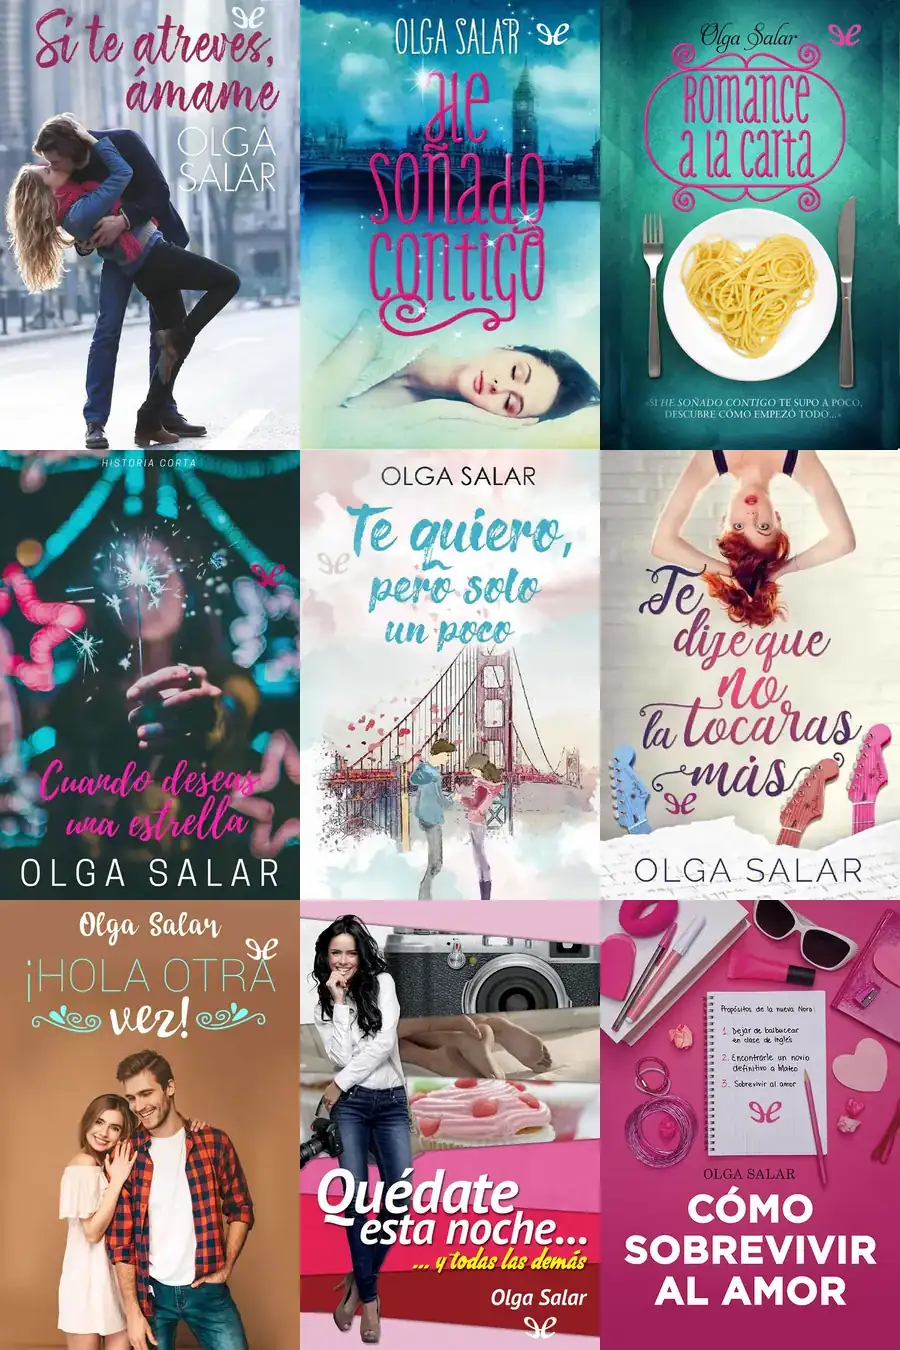 Si te atreves,
ámame
OLGA
SALAR
OLGA SALAR
He
soñado
contigo
Olga Salar
Romance
a la carta
«SI HE SOÑADO CONTIGO TE SUPO A POCO,
DESCUBRE CÓMO EMPEZÓ TODO...»
HISTORIA CORTA
Cuando deseas
una estrella
OLGA SALAR
OLGA SALAR
Te quiero,
pero solo
un poco
Te
dije que
no
la tocaras
más
OLGA SALAR
Olga Salar
¡HOLA OTRA
vez!
Quédate
esta noche...
... y todas las demás
Olga Salar
Propósitos de la nueva Nora:
1. Dejar de balbucear
en clase de Inglés
2. Encontrarle un novio
definitivo a Mateo
3. Sobrevivir al amor
OLGA SALAR
CÓMO
SOBREVIVIR
AL AMOR